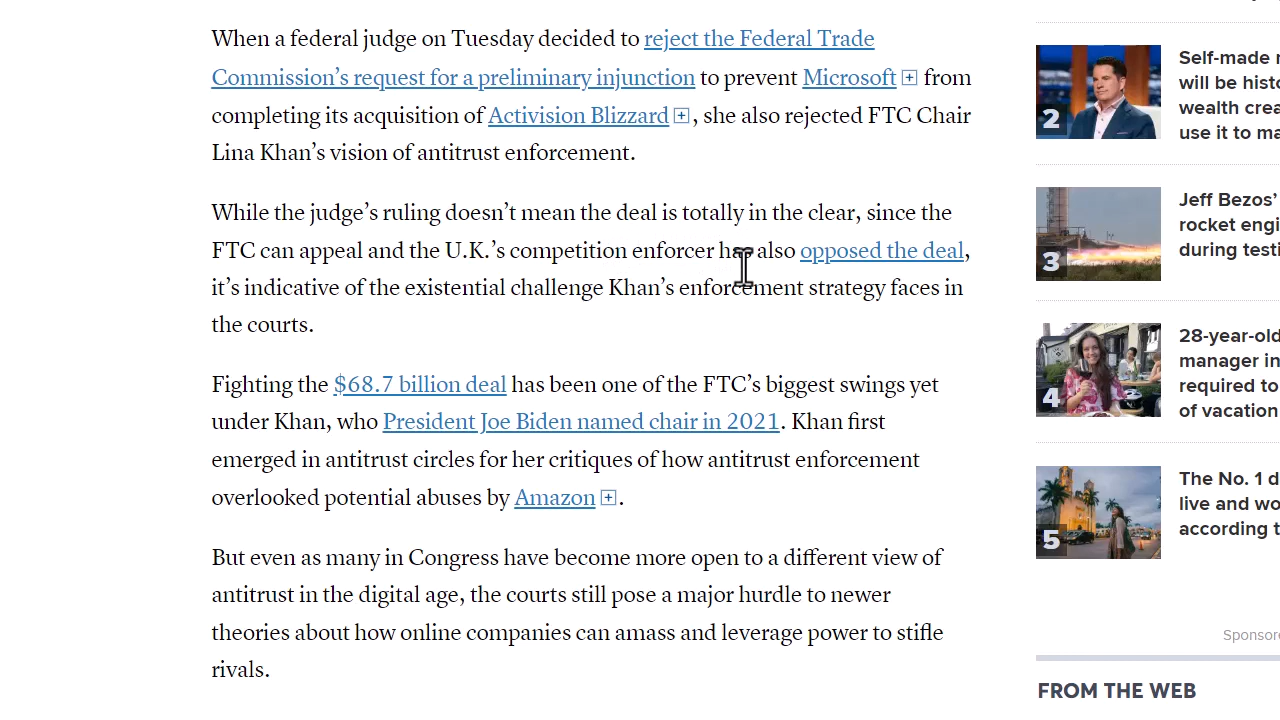 When a federal judge on Tuesday decided to reject the Federal Trade
Commission’s request for a preliminary injunction to prevent Microsoft from
completing its acquisition of Activision Blizzard, she also rejected FTC Chair
Lina Khan’s vision of antitrust enforcement.
While the judge’s ruling doesn’t mean the deal is totally in the clear, since the
FTC can appeal and the U.K.’s competition enforcer has also opposed the deal,
it’s indicative of the existential challenge Khan’s enforcement strategy faces in
the courts.
Fighting the $68.7 billion deal has been one of the FTC’s biggest swings yet
under Khan, who President Joe Biden named chair in 2021. Khan first
emerged in antitrust circles for her critiques of how antitrust enforcement
overlooked potential abuses by Amazon.
But even as many in Congress have become more open to a different view of
antitrust in the digital age, the courts still pose a major hurdle to newer
theories about how online companies can amass and leverage power to stifle
rivals.
2
Self-made
will be
wealth
use it to
3
Jeff Bezos’
rocket
during
4
28-year-old
manager in
required to
of vacation
5
The No. 1
live and
according
FROM THE WEB